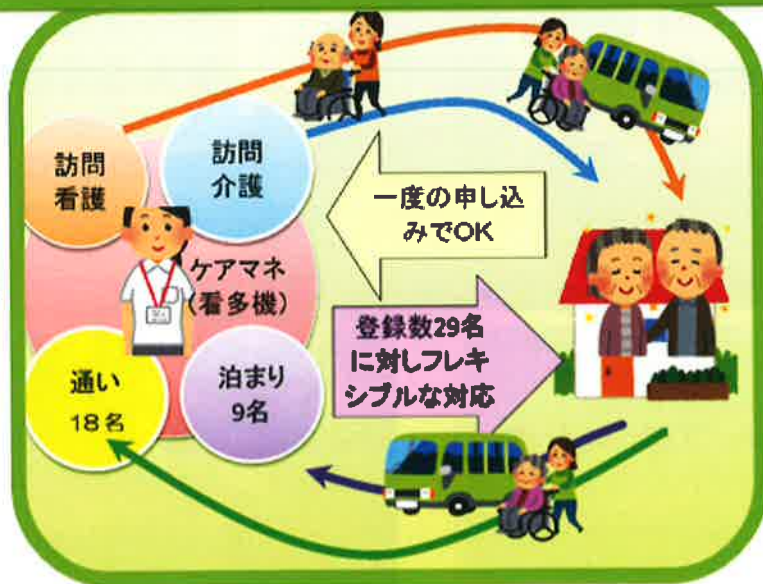 訪問
看護
訪問
介護
一度の申し込
みでOK
ケアマネ
(看多機)
登録数29名
に対しフレキ
シブルな対応
通い
18名
泊まり
9名